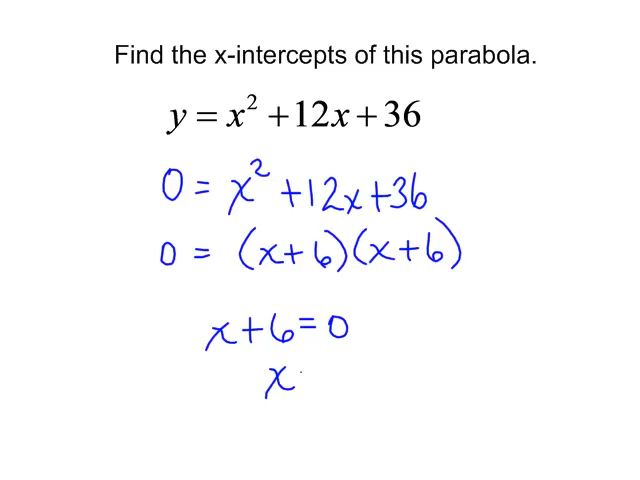 Find the x-intercepts of this parabola.
y = x² + 12x + 36
0 = x² + 12x + 36
0 = (x + 6)(x + 6)
x + 6 = 0
x